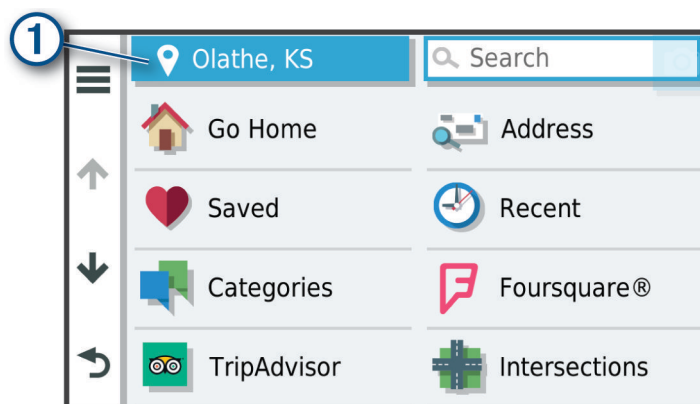 1
Olathe, KS
Search
Go Home
Address
Saved
Recent
Categories
Foursquare®
TripAdvisor
Intersections